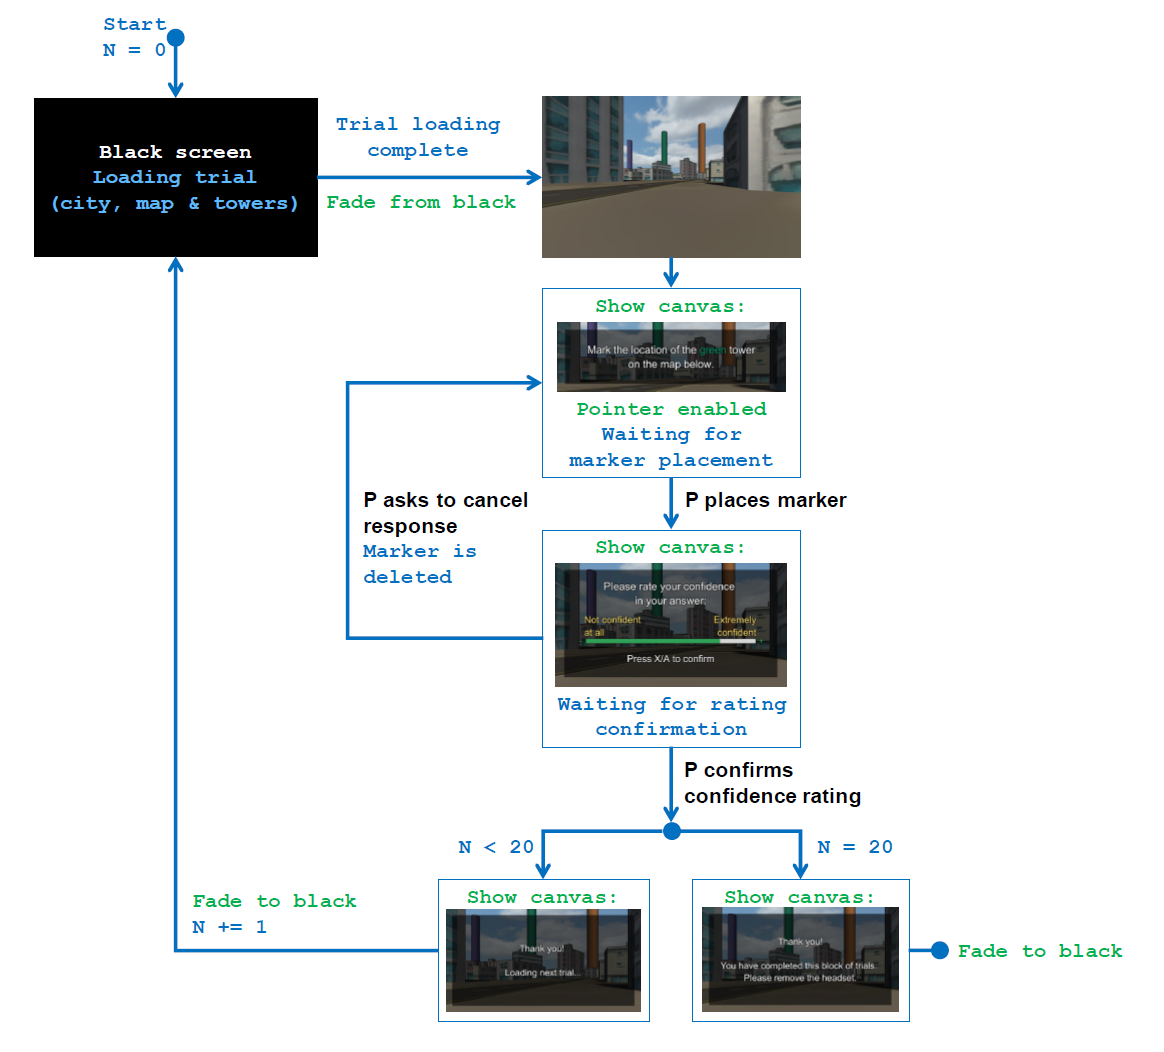 Start
N = 0
Black screen
Loading trial
(city, map & towers)
Trial loading
complete
Fade from black
Show canvas:
Mark the location of the green tower
on the map below.
Pointer enabled
Waiting for
marker placement
P asks to cancel
response
Marker is
deleted
P places marker
Show canvas:
Please rate your confidence
in your answer:
Not confident
at all
Extremely
confident
Press X/A to confirm
Waiting for rating
confirmation
P confirms
confidence rating
N < 20
N = 20
Fade to black
N += 1
Show canvas:
Thank you!
Loading next trial...
Show canvas:
Thank you!
You have completed this block of trials.
Please remove the headset.
Fade to black